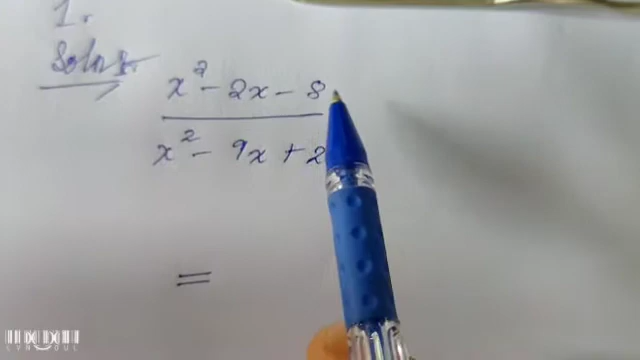 1.
Soln:
x² - 2x - 8
x² - 9x + 2
=